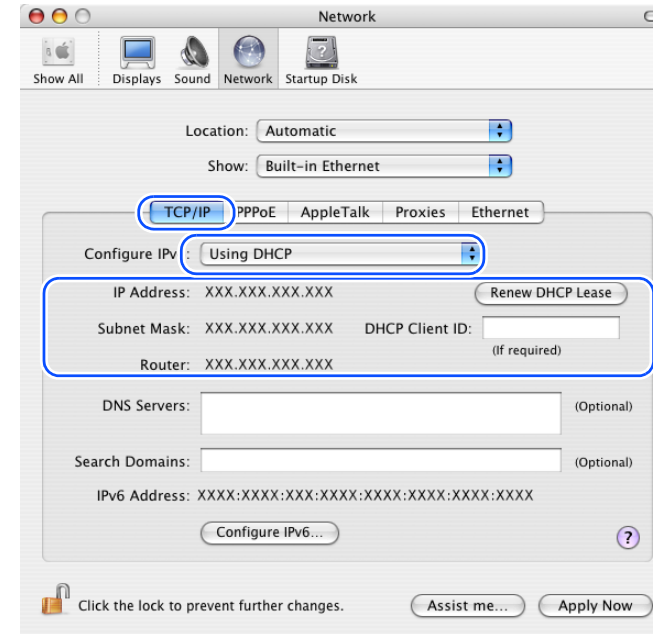 Network
Show All Displays Sound Network Startup Disk
Location: Automatic
Show: Built-in Ethernet
TCP/IP PPPoE AppleTalk Proxies Ethernet
Configure IPv : Using DHCP
IP Address: XXX.XXX.XXX.XXX Renew DHCP Lease
Subnet Mask: XXX.XXX.XXX.XXX DHCP Client ID:
(If required)
Router: XXX.XXX.XXX.XXX
DNS Servers: (Optional)
Search Domains: (Optional)
IPv6 Address: XXXX:XXXX:XXX:XXXX:XXXX:XXXX:XXXX:XXXX
Configure IPv6... ?
Click the lock to prevent further changes. Assist me... Apply Now